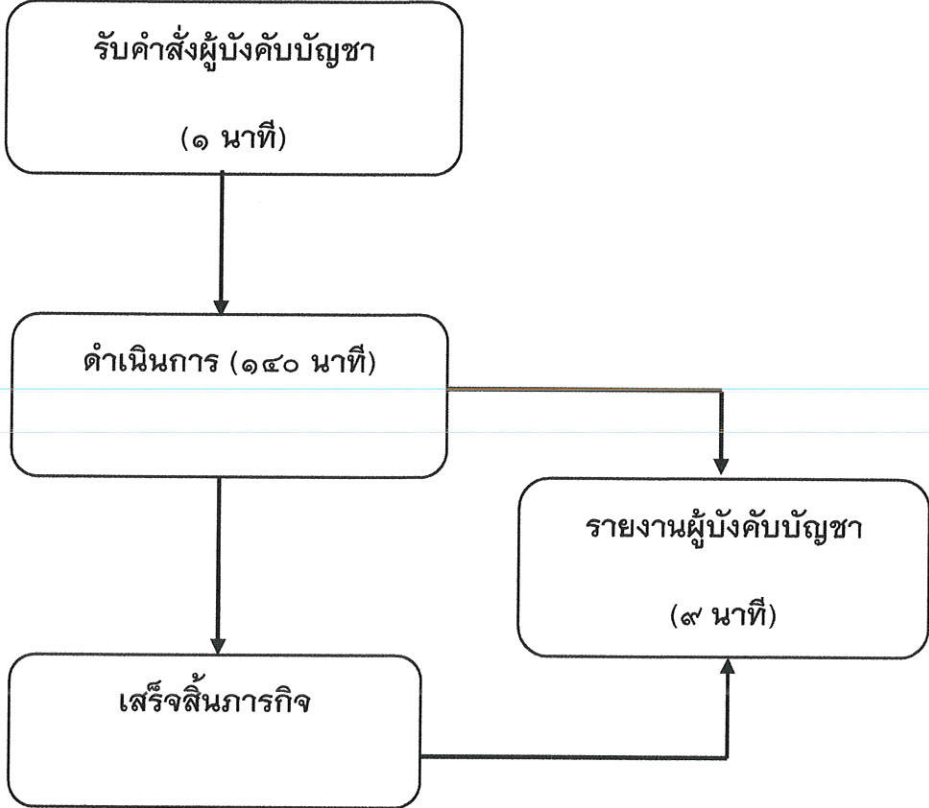 รับคำสั่งผู้บังคับบัญชา
(๑ นาที)
ดำเนินการ (๑๔๐ นาที)
รายงานผู้บังคับบัญชา
(๙ นาที)
เสร็จสิ้นภารกิจ